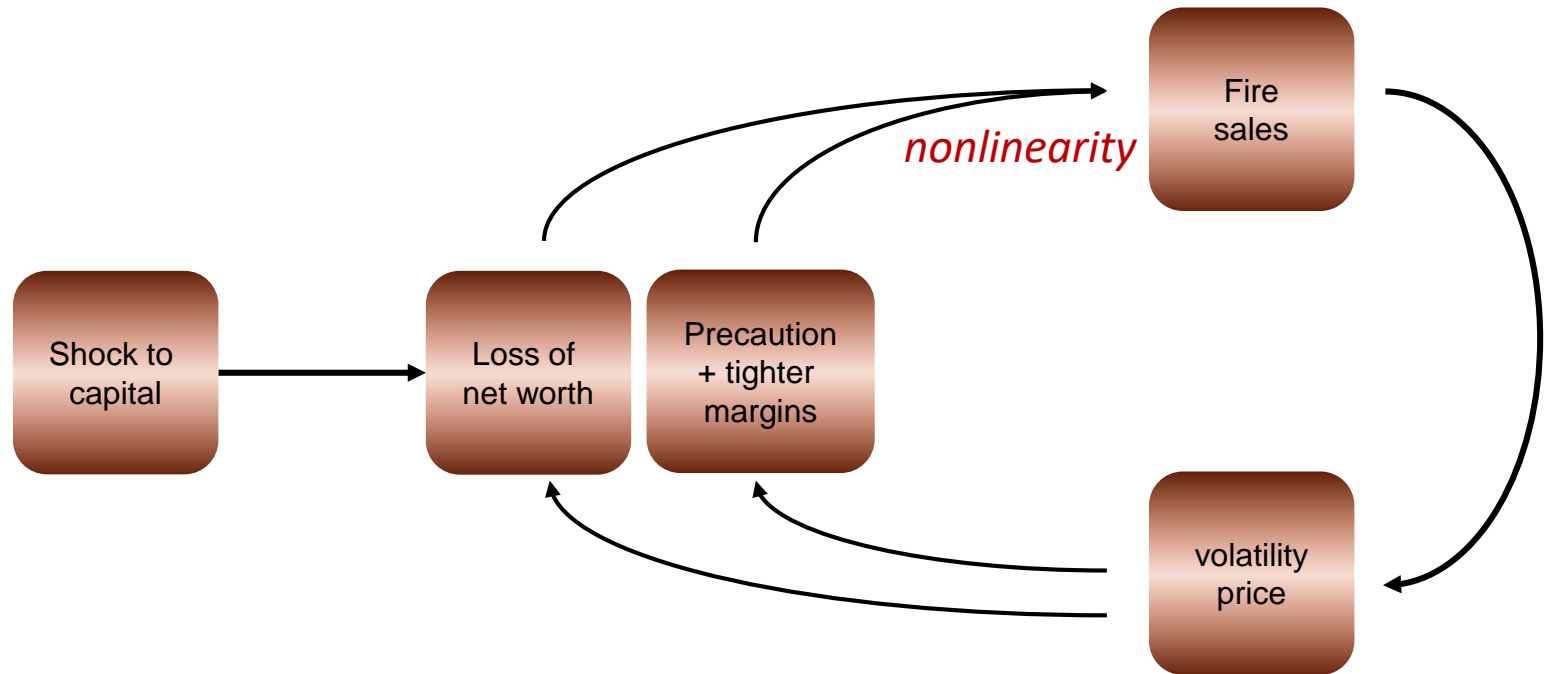 Fire
sales
nonlinearity
Shock to
capital
Loss of
net worth
Precaution
+ tighter
margins
volatility
price